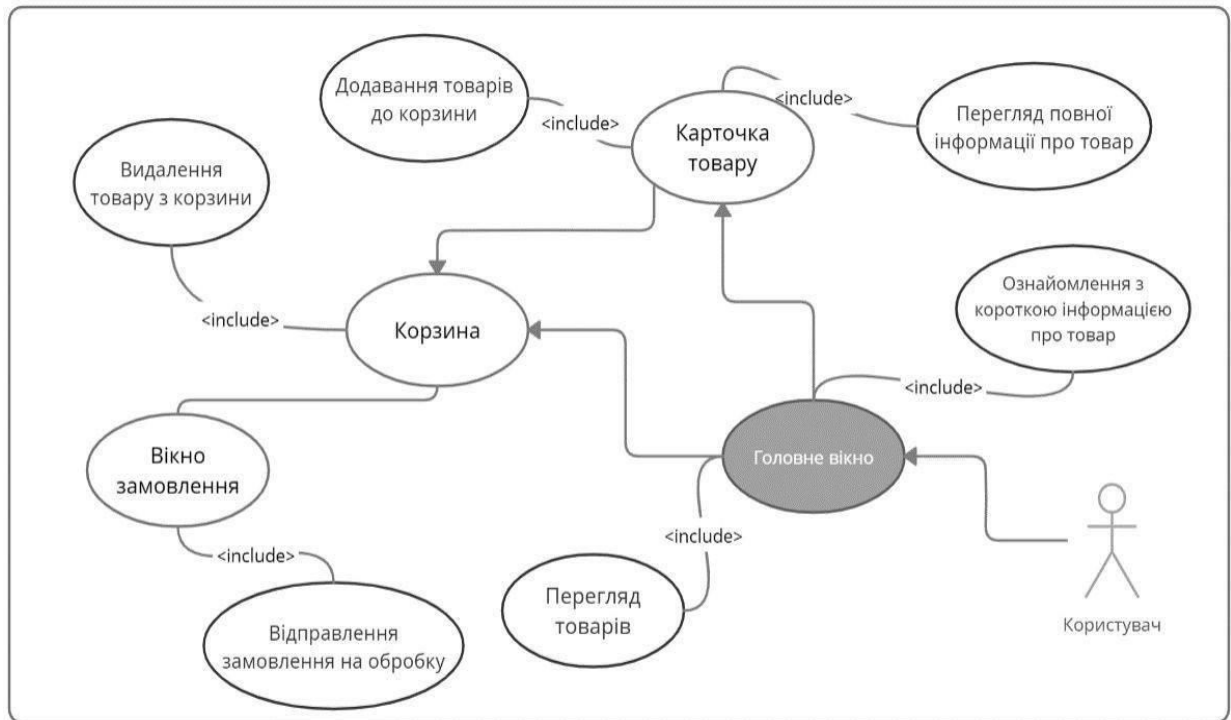 Додавання товарів
до корзини
<include>
Карточка
товару
<include>
Перегляд повної
інформації про товар
Видалення
товару з корзини
<include>
Корзина
Ознайомлення з
короткою інформацією
про товар
<include>
Вікно
замовлення
Головне вікно
<include>
<include>
Перегляд
товарів
Відправлення
замовлення на обробку
Користувач